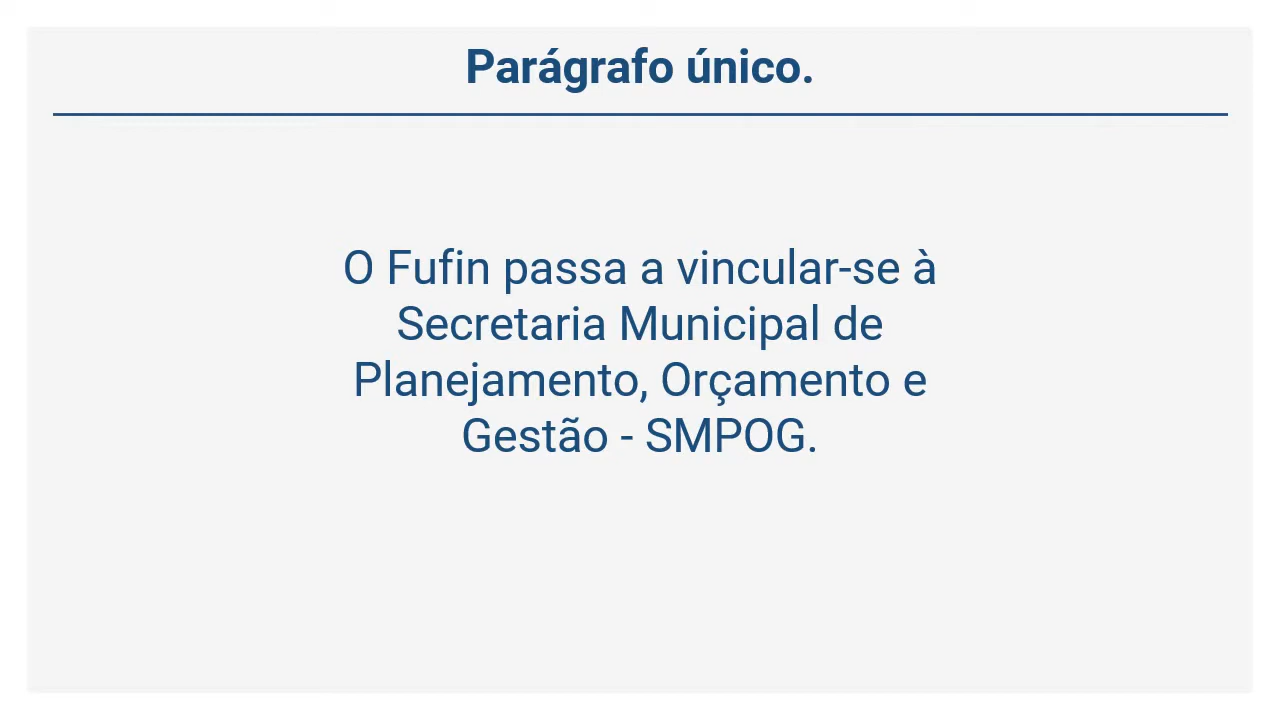 Parágrafo único.
O Fufin passa a vincular-se à
Secretaria Municipal de
Planejamento, Orçamento e
Gestão - SMPOG.